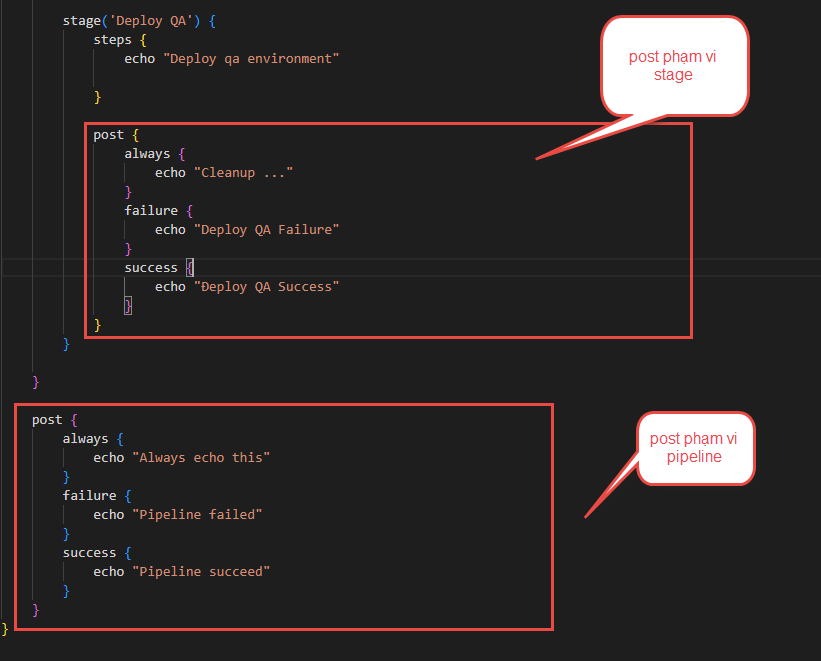 stage('Deploy QA') {
steps {
echo "Deploy qa environment"
}
post {
always {
echo "Cleanup ..."
}
failure {
echo "Deploy QA Failure"
}
success {
echo "Đeploy QA Success"
}
}
}
}
post {
always {
echo "Always echo this"
}
failure {
echo "Pipeline failed"
}
success {
echo "Pipeline succeed"
}
}
}
post phạm vi
stage
post phạm vi
pipeline